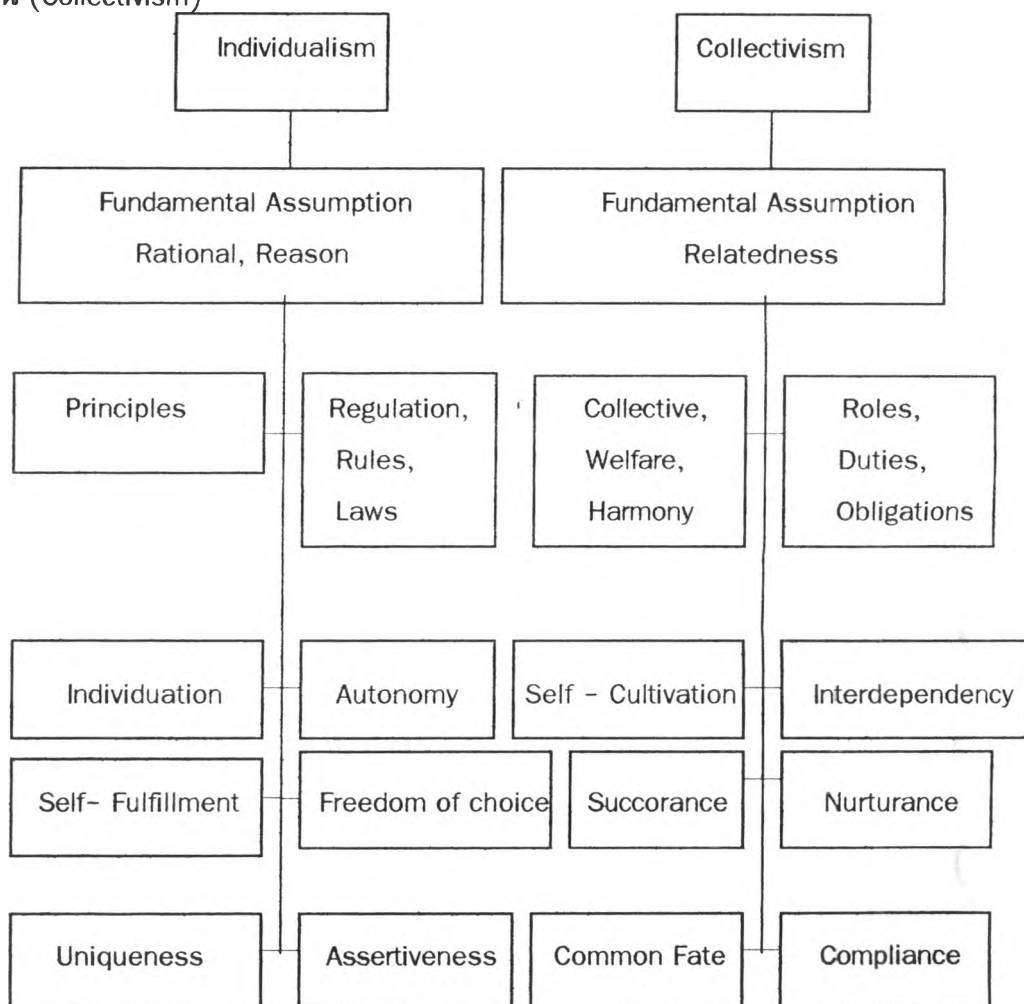 (Collectivism)
Individualism
Collectivism
Fundamental Assumption
Rational, Reason
Fundamental Assumption
Relatedness
Principles
Regulation,
Rules,
Laws
Collective,
Welfare,
Harmony
Roles,
Duties,
Obligations
Individuation
Autonomy
Self - Cultivation
Interdependency
Self- Fulfillment
Freedom of choice
Succorance
Nurturance
Uniqueness
Assertiveness
Common Fate
Compliance